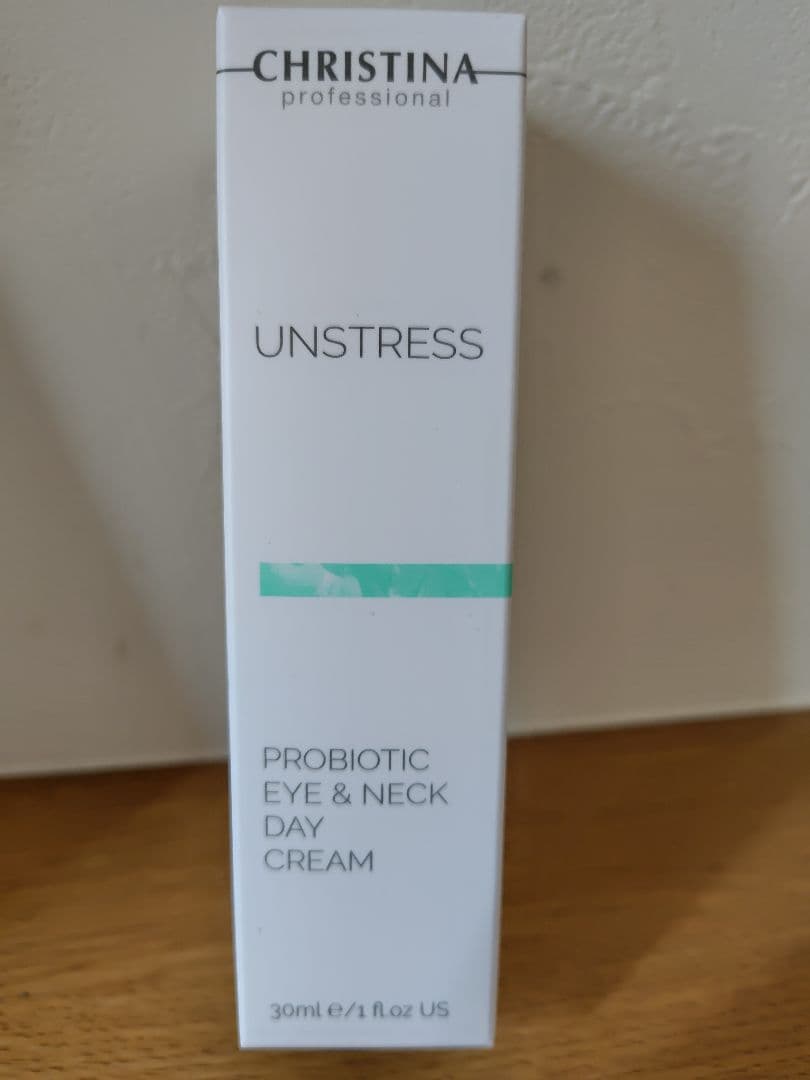 CHRISTINA
professional
UNSTRESS
PROBIOTIC
EYE & NECK
DAY
CREAM
30ml e/1 fl oz US